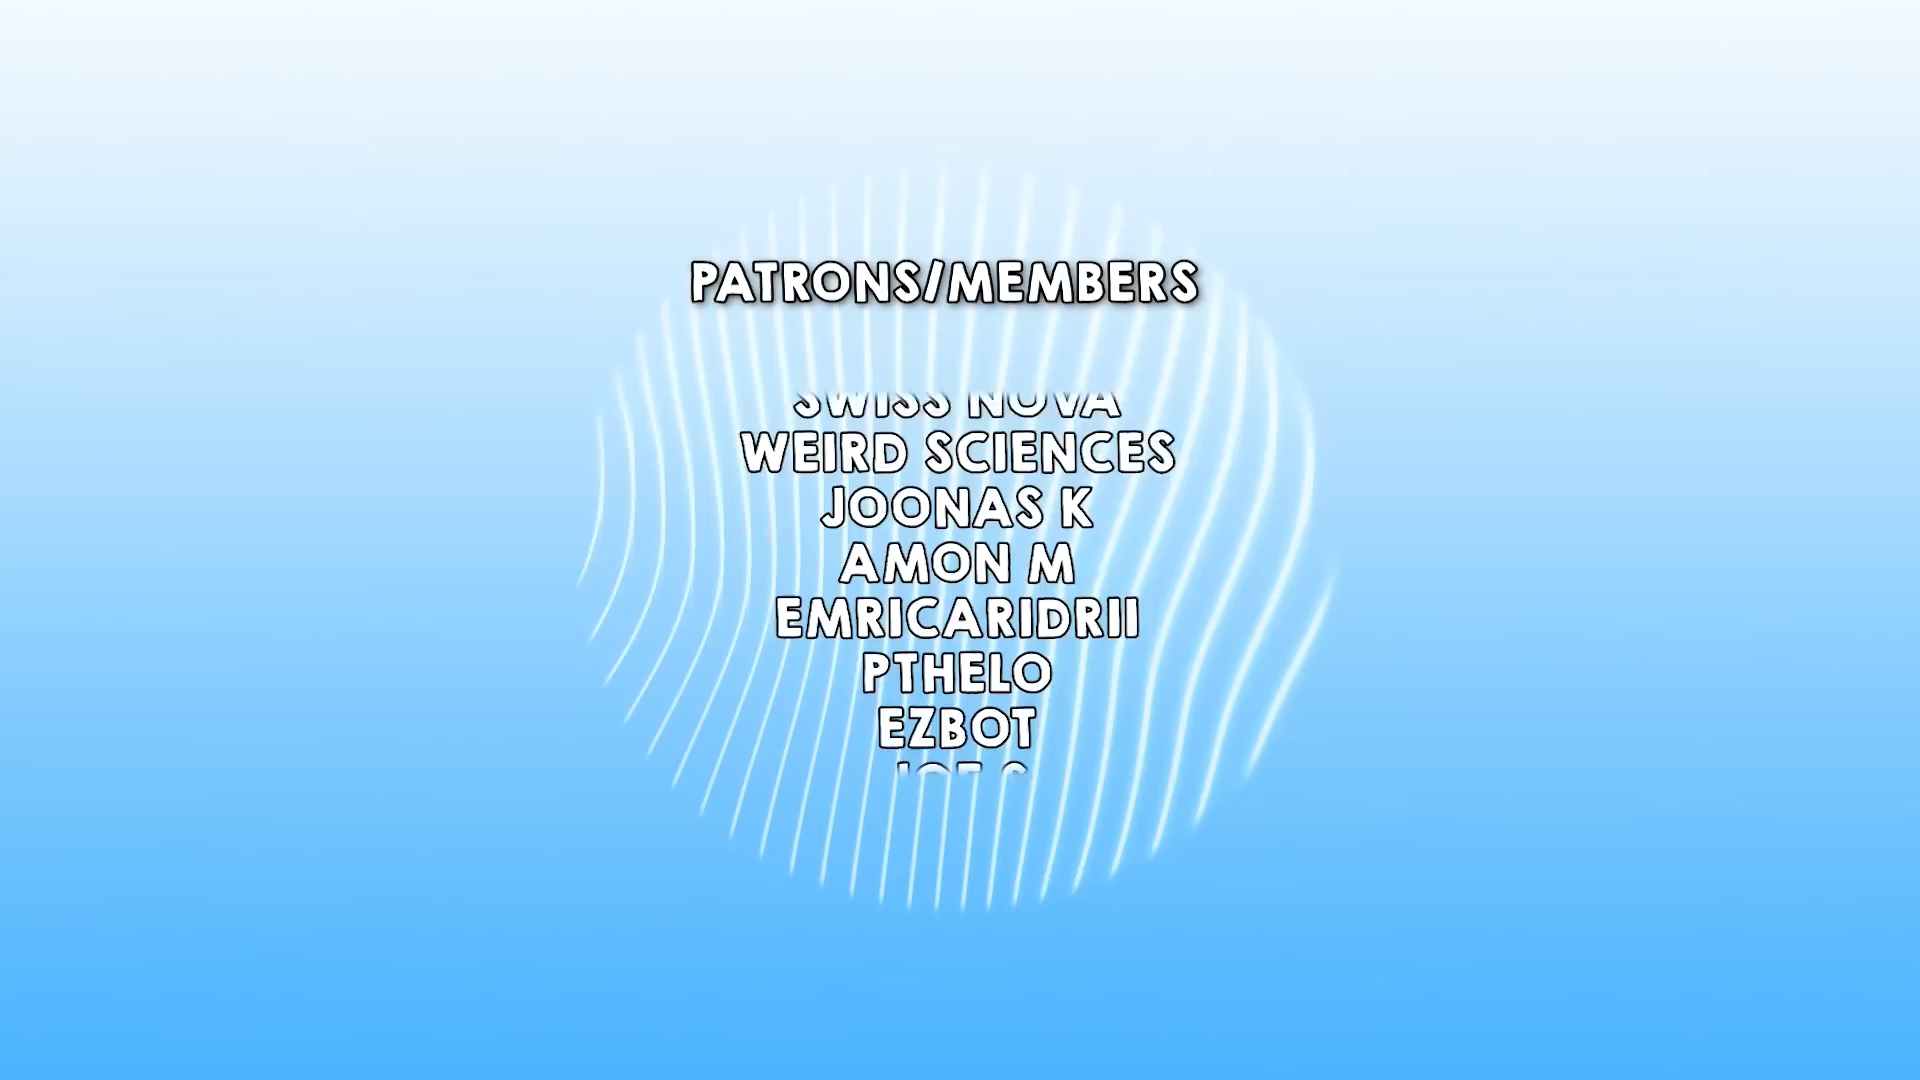 PATRONS/MEMBERS
SWISS NOVA
WEIRD SCIENCES
JOONAS K
AMON M
EMRICARIDRII
PTHELO
EZBOT